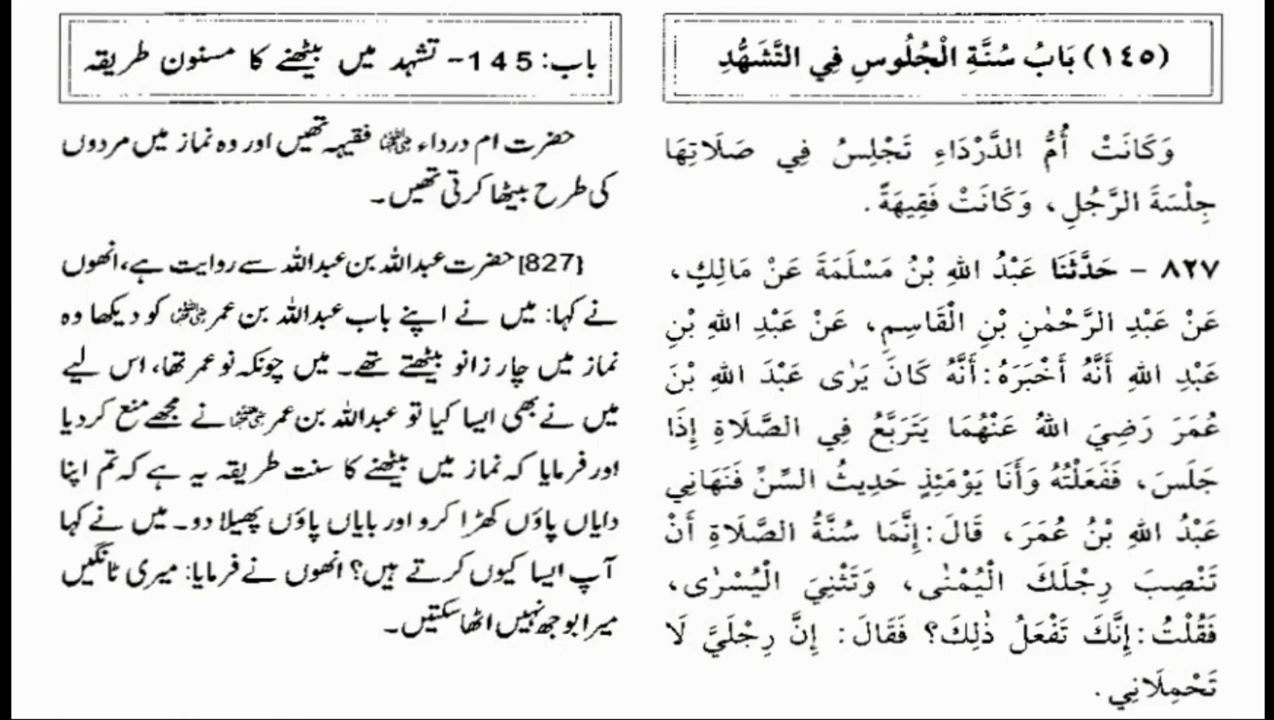 (١٤٥) بَابُ سُنَّةِ الْجُلُوسِ فِي التَّشَهُّدِ
وَكَانَتْ أُمُّ الدَّرْدَاءِ تَجْلِسُ فِي صَلَاتِهَا
جِلْسَةَ الرَّجُلِ، وَكَانَتْ فَقِيهَةً.
٨٢٧ - حَدَّثَنَا عَبْدُ اللهِ بْنُ مَسْلَمَةَ عَنْ مَالِكٍ،
عَنْ عَبْدِ الرَّحْمٰنِ بْنِ الْقَاسِمِ، عَنْ عَبْدِ اللهِ بْنِ
عَبْدِ اللهِ أَنَّهُ أَخْبَرَهُ: أَنَّهُ كَانَ يَرٰى عَبْدَ اللهِ بْنَ
عُمَرَ رَضِيَ اللهُ عَنْهُمَا يَتَرَبَّعُ فِي الصَّلَاةِ إِذَا
جَلَسَ، فَفَعَلْتُهُ وَأَنَا يَوْمَئِذٍ حَدِيثُ السِّنِّ فَنَهَانِي
عَبْدُ اللهِ بْنُ عُمَرَ، قَالَ: إِنَّمَا سُنَّةُ الصَّلَاةِ أَنْ
تَنْصِبَ رِجْلَكَ الْيُمْنٰى، وَتَثْنِيَ الْيُسْرٰى،
فَقُلْتُ: إِنَّكَ تَفْعَلُ ذٰلِكَ؟ فَقَالَ: إِنَّ رِجْلَيَّ لَا
تَحْمِلَانِي.
باب: 145- تشہد میں بیٹھنے کا مسنون طریقہ
حضرت ام درداء ؓ فقیہہ تھیں اور وہ نماز میں مردوں
کی طرح بیٹھا کرتی تھیں۔
[827] حضرت عبداللہ بن عبداللہ سے روایت ہے، انھوں
نے کہا: میں نے اپنے باب عبداللہ بن عمر ؓ کو دیکھا وہ
نماز میں چار زانو بیٹھتے تھے۔ میں چونکہ نو عمر تھا، اس لیے
میں نے بھی ایسا کیا تو عبداللہ بن عمر ؓ نے مجھے منع کر دیا
اور فرمایا کہ نماز میں بیٹھنے کا سنت طریقہ یہ ہے کہ تم اپنا
دایاں پاؤں کھڑا کرو اور بایاں پاؤں پھیلا دو۔ میں نے کہا
آپ ایسا کیوں کرتے ہیں؟ انھوں نے فرمایا: میری ٹانگیں
میرا بوجھ نہیں اٹھا سکتیں۔